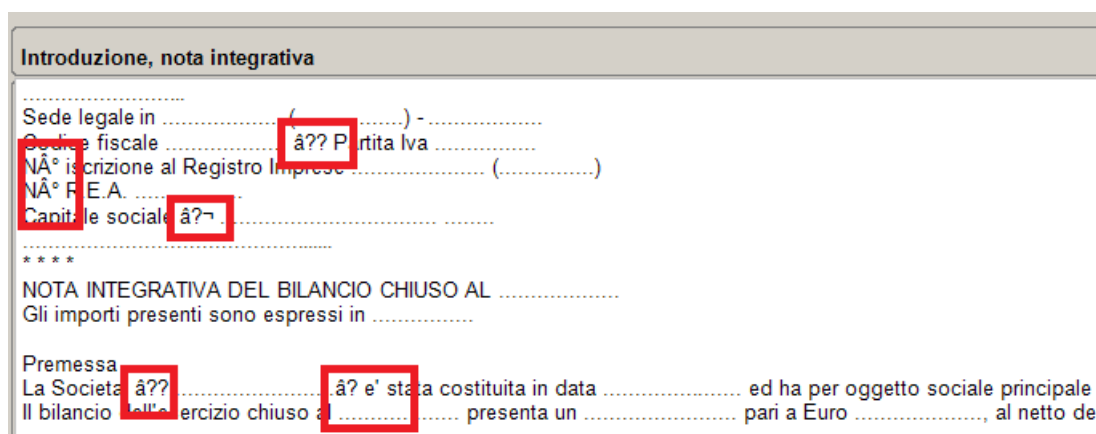 Introduzione, nota integrativa
.........................
Sede legale in ................... (.................) - ..................
Codice fiscale .................. â?? Partita Iva ................
NÂ° iscrizione al Registro Imprese ..................... (...............)
NÂ° R.E.A. .................
Capitale sociale â?¬ .................................. ........
................................................
* * * *
NOTA INTEGRATIVA DEL BILANCIO CHIUSO AL ...................
Gli importi presenti sono espressi in ................
Premessa
La Societa' â?? ........................ â? e' stata costituita in data ...................... ed ha per oggetto sociale principale
Il bilancio dell'esercizio chiuso al ................... presenta un ........................ pari a Euro ....................., al netto de